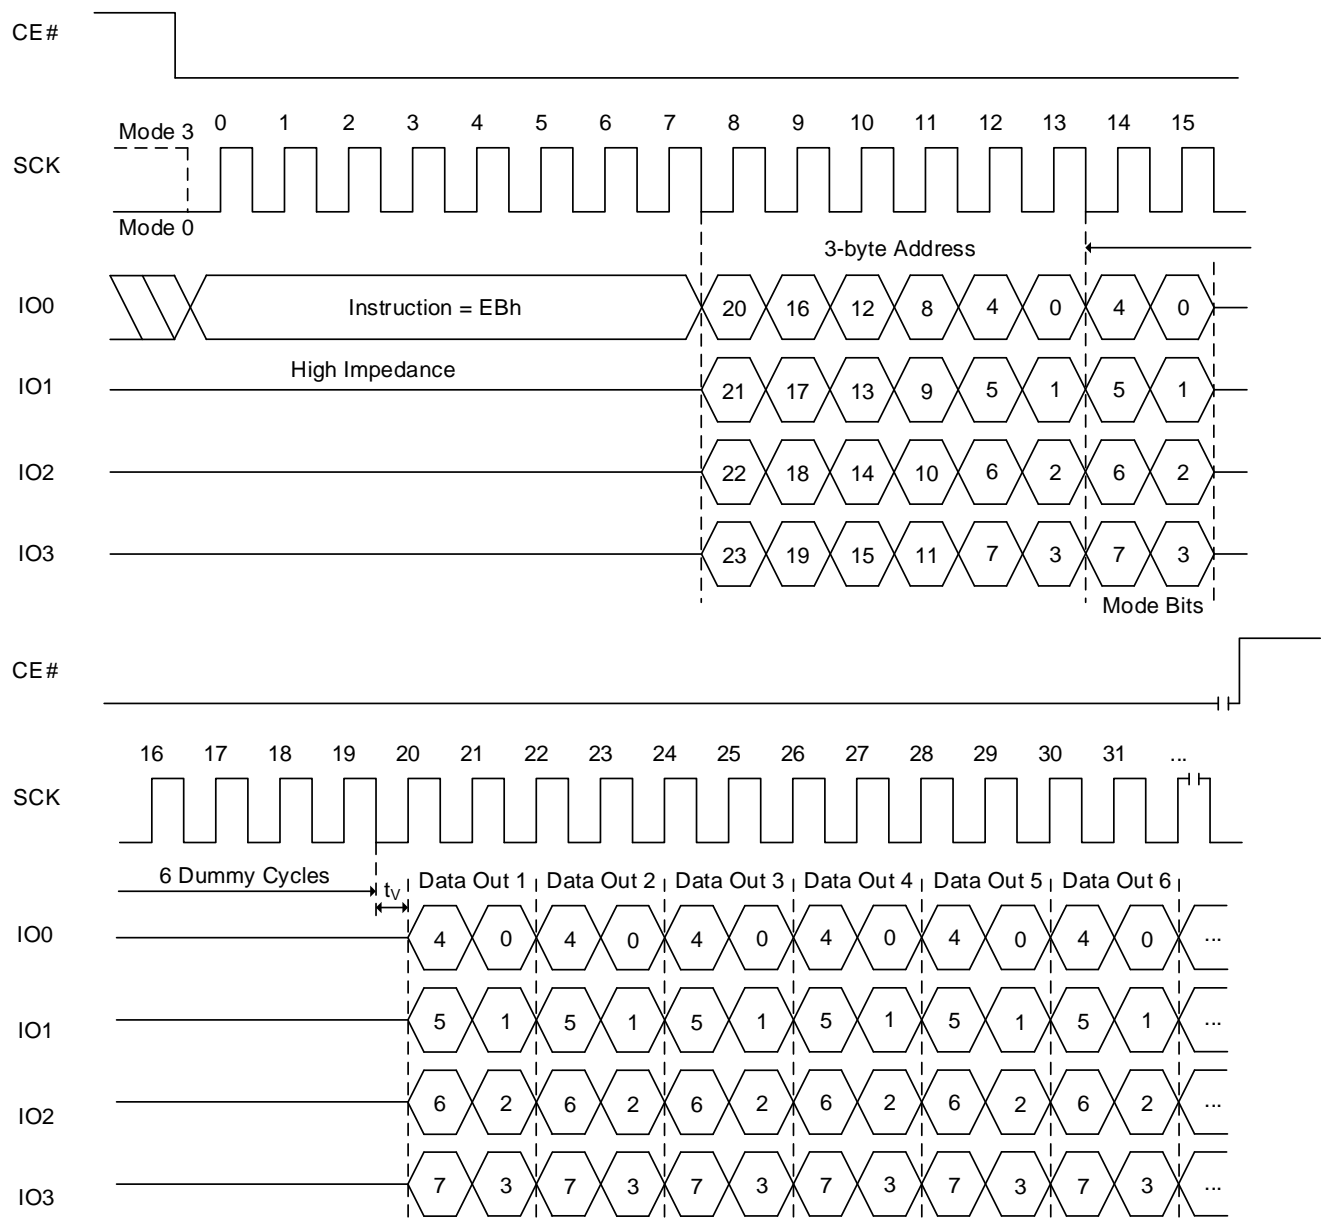 CE#
Mode 3 0 1 2 3 4 5 6 7 8 9 10 11 12 13 14 15
SCK
Mode 0
3-byte Address
IO0 Instruction = EBh 20 16 12 8 4 0 4 0
High Impedance
IO1 21 17 13 9 5 1 5 1
IO2 22 18 14 10 6 2 6 2
IO3 23 19 15 11 7 3 7 3
Mode Bits
CE#
16 17 18 19 20 21 22 23 24 25 26 27 28 29 30 31 ...
SCK
6 Dummy Cycles tV Data Out 1 Data Out 2 Data Out 3 Data Out 4 Data Out 5 Data Out 6
IO0 4 0 4 0 4 0 4 0 4 0 4 0 ...
IO1 5 1 5 1 5 1 5 1 5 1 5 1 ...
IO2 6 2 6 2 6 2 6 2 6 2 6 2 ...
IO3 7 3 7 3 7 3 7 3 7 3 7 3 ...